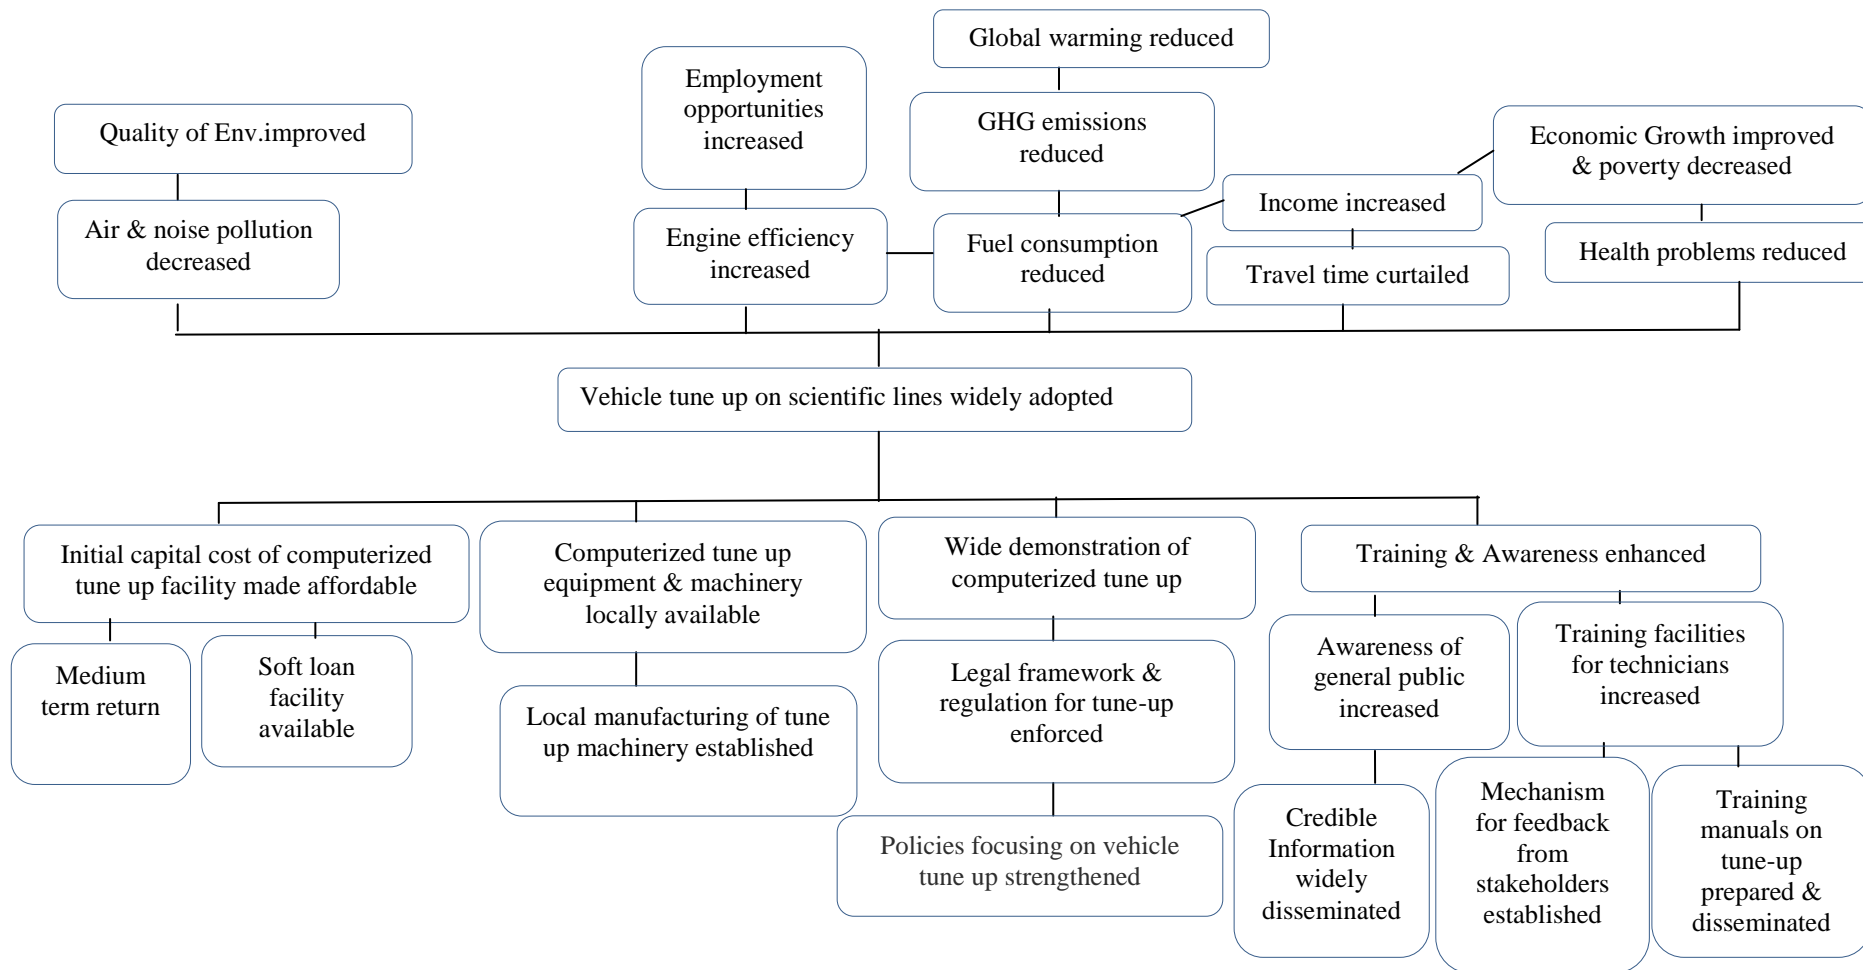 Global warming reduced
Employment
opportunities
increased
GHG emissions
reduced
Quality of Env.improved
Economic Growth improved
& poverty decreased
Income increased
Air & noise pollution
decreased
Engine efficiency
increased
Fuel consumption
reduced
Travel time curtailed
Health problems reduced
Vehicle tune up on scientific lines widely adopted
Initial capital cost of computerized
tune up facility made affordable
Computerized tune up
equipment & machinery
locally available
Wide demonstration of
computerized tune up
Training & Awareness enhanced
Medium
term return
Soft loan
facility
available
Local manufacturing of tune
up machinery established
Legal framework &
regulation for tune-up
enforced
Awareness of
general public
increased
Training facilities
for technicians
increased
Policies focusing on vehicle
tune up strengthened
Credible
Information
widely
disseminated
Mechanism
for feedback
from
stakeholders
established
Training
manuals on
tune-up
prepared &
disseminated